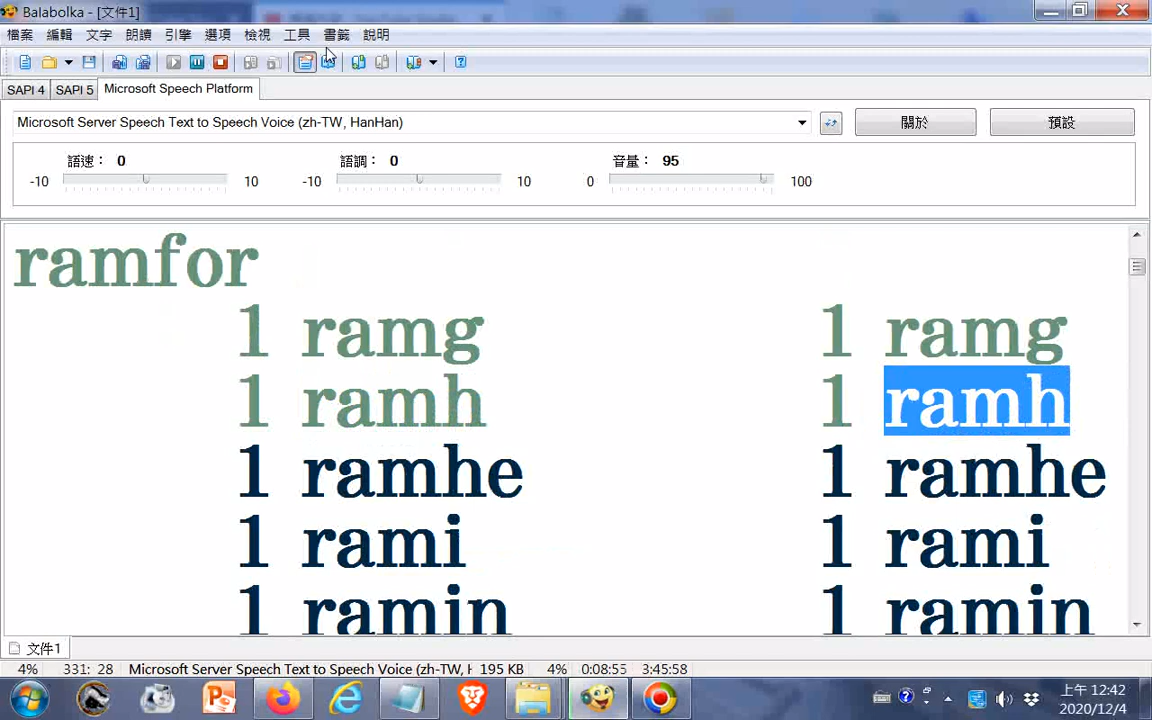 Balabolka - [文件1]
檔案 編輯 文字 朗讀 引擎 選項 檢視 工具 書籤 說明
SAPI 4 SAPI 5 Microsoft Speech Platform
Microsoft Server Speech Text to Speech Voice (zh-TW, HanHan) 關於 預設
語速： 0 語調： 0 音量： 95
-10 10 -10 10 0 100
ramfor
1 ramg 1 ramg
1 ramh 1 ramh
1 ramhe 1 ramhe
1 rami 1 rami
1 ramin 1 ramin
文件1
4% 331: 28 Microsoft Server Speech Text to Speech Voice (zh-TW, H 195 KB 4% 0:08:55 3:45:58
上午 12:42
2020/12/4